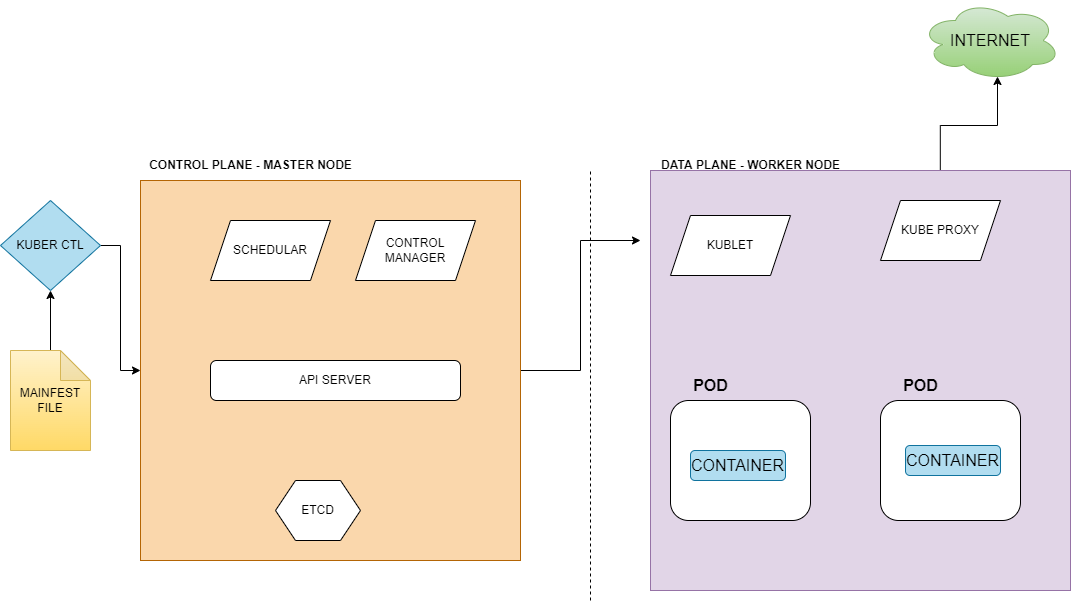 INTERNET
CONTROL PLANE - MASTER NODE
DATA PLANE - WORKER NODE
KUBER CTL
SCHEDULAR
CONTROL
MANAGER
KUBLET
KUBE PROXY
MAINFEST
FILE
API SERVER
POD
POD
CONTAINER
CONTAINER
ETCD